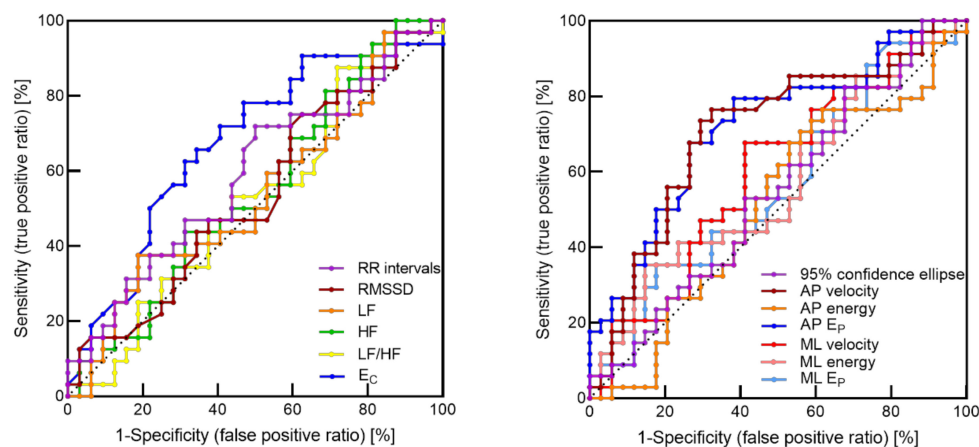 100
80
60
40
20
0
Sensitivity (true positive ratio) [%]
RR intervals
RMSSD
LF
HF
LF/HF
E_C
0 20 40 60 80 100
1-Specificity (false positive ratio) [%]
100
80
60
40
20
0
Sensitivity (true positive ratio) [%]
95% confidence ellipse
AP velocity
AP energy
AP E_P
ML velocity
ML energy
ML E_P
0 20 40 60 80 100
1-Specificity (false positive ratio) [%]